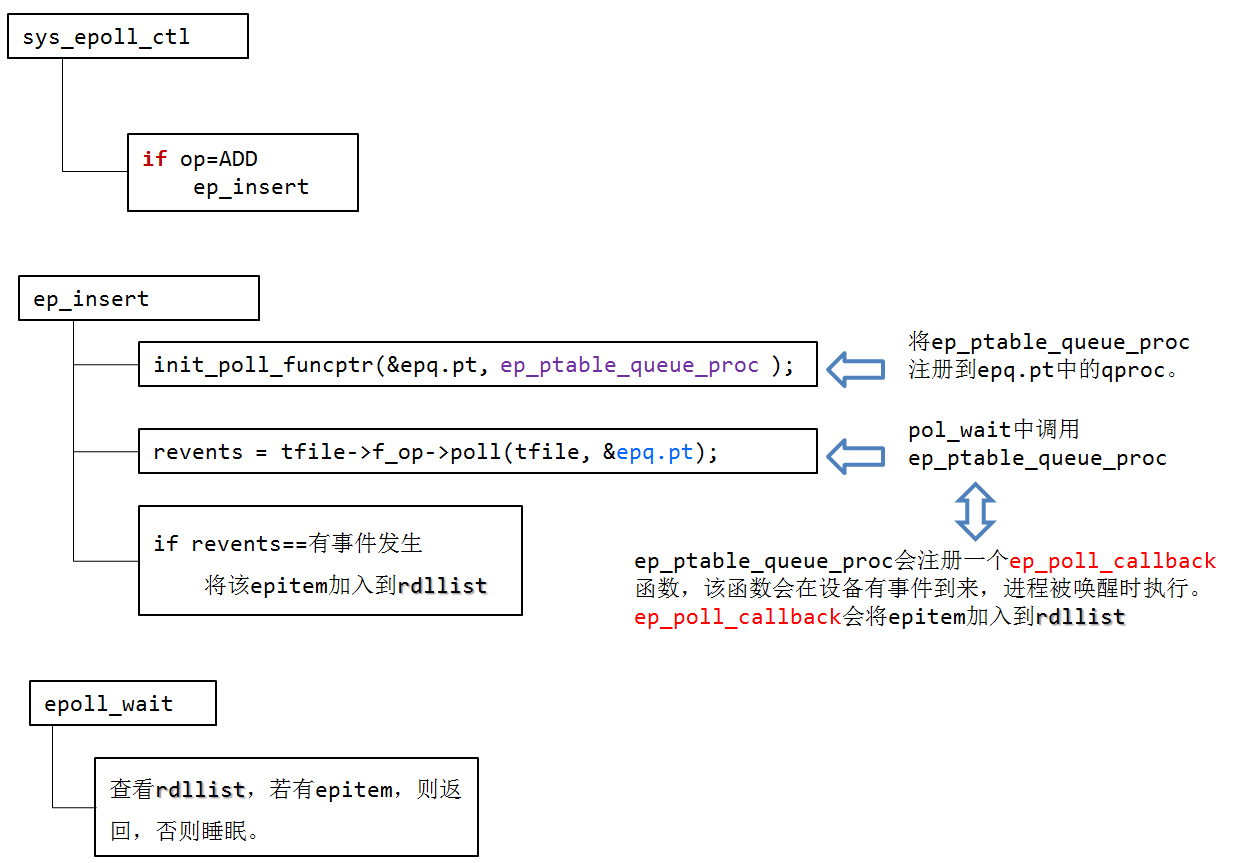 sys_epoll_ctl
if op=ADD
ep_insert
ep_insert
init_poll_funcptr(&epq.pt, ep_ptable_queue_proc );
将ep_ptable_queue_proc
注册到epq.pt中的qproc。
revents = tfile->f_op->poll(tfile, &epq.pt);
pol_wait中调用
ep_ptable_queue_proc
if revents==有事件发生
将该epitem加入到rdllist
ep_ptable_queue_proc会注册一个ep_poll_callback
函数，该函数会在设备有事件到来，进程被唤醒时执行。
ep_poll_callback会将epitem加入到rdllist
epoll_wait
查看rdllist，若有epitem，则返
回，否则睡眠。